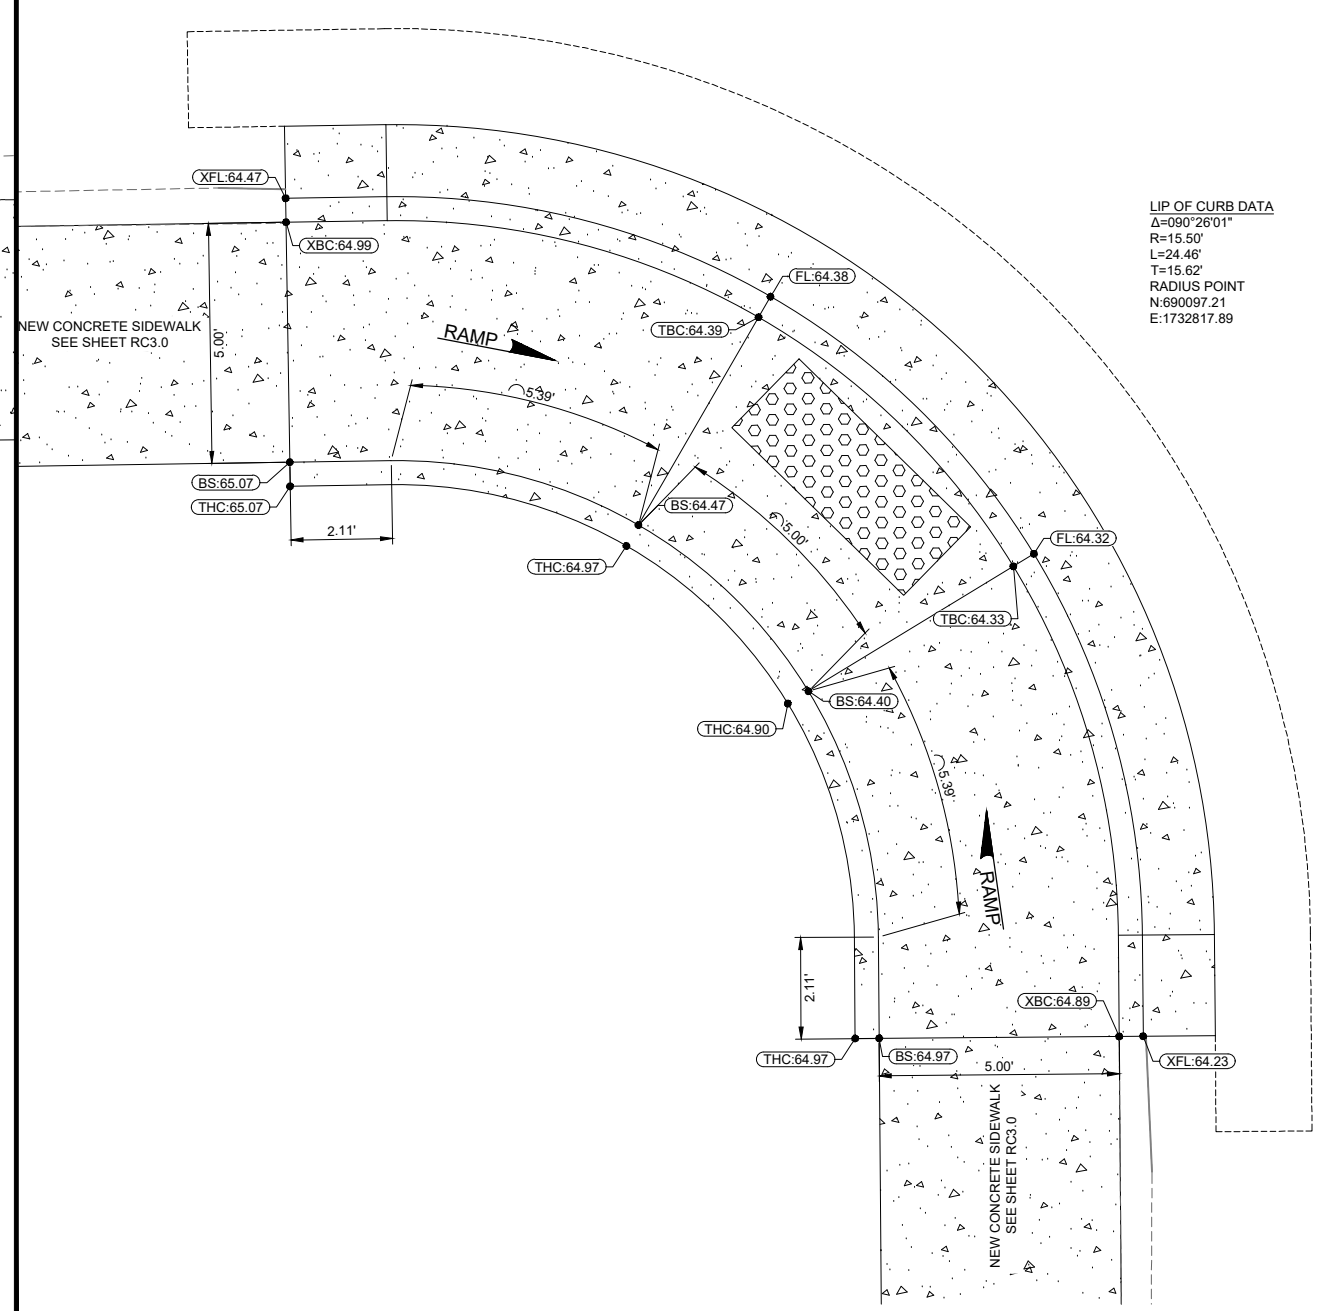 XFL:64.47
XBC:64.99
LIP OF CURB DATA
Δ=090°26'01"
R=15.50'
L=24.46'
T=15.62'
RADIUS POINT
N:690097.21
E:1732817.89
FL:64.38
TBC:64.39
NEW CONCRETE SIDEWALK
SEE SHEET RC3.0
5.00'
RAMP
5.39'
BS:65.07
THC:65.07
2.11'
BS:64.47
THC:64.97
5.00'
FL:64.32
TBC:64.33
BS:64.40
THC:64.90
5.39'
RAMP
2.11'
XBC:64.89
THC:64.97
BS:64.97
XFL:64.23
5.00'
NEW CONCRETE SIDEWALK
SEE SHEET RC3.0